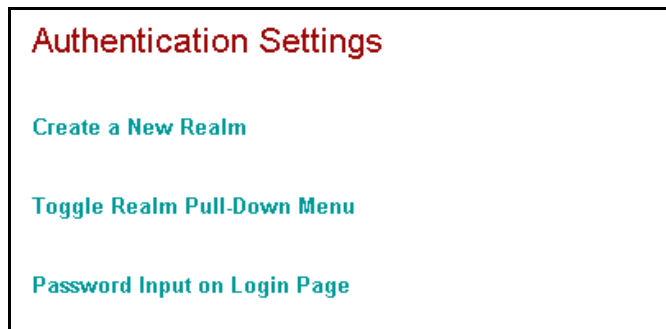 Authentication Settings
Create a New Realm
Toggle Realm Pull-Down Menu
Password Input on Login Page